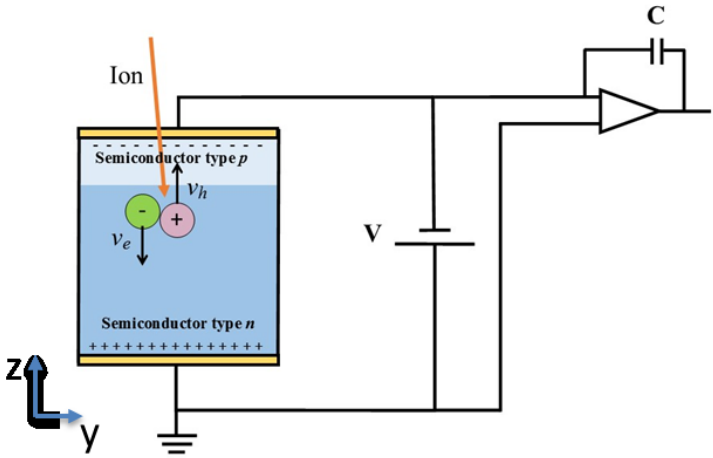 C
Ion
- - - - - - - - - - - -
Semiconductor type p
v_h
-
+
V
v_e
Semiconductor type n
+ + + + + + + + + + + + +
z
y